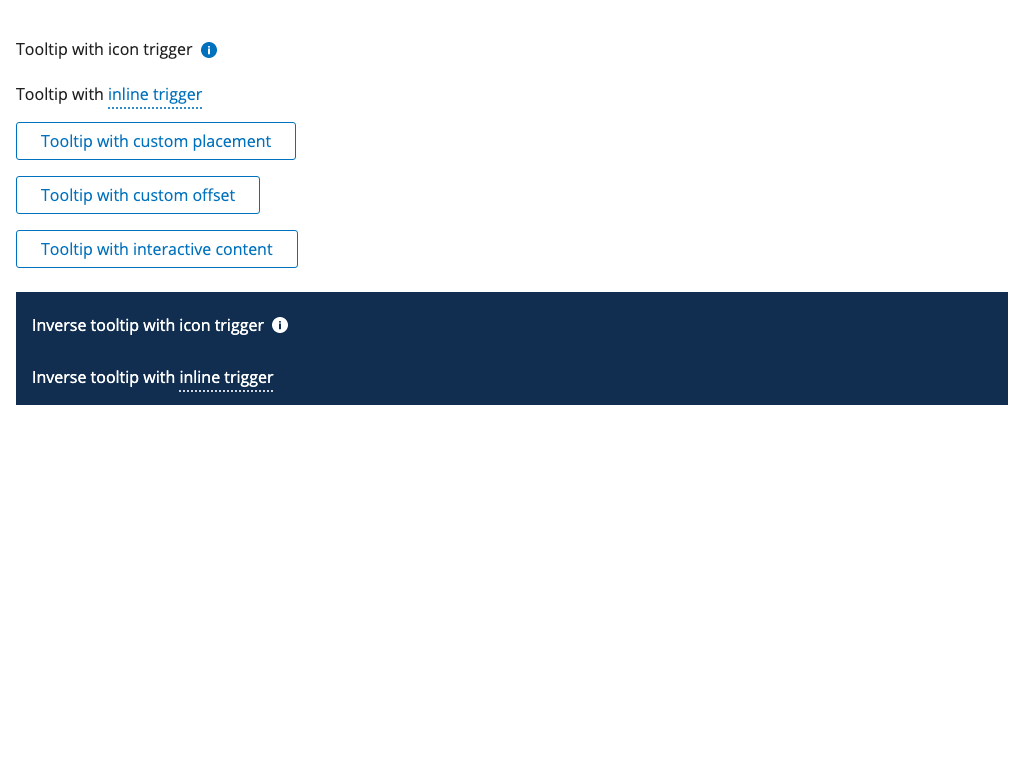 Tooltip with icon trigger
Tooltip with inline trigger
Tooltip with custom placement
Tooltip with custom offset
Tooltip with interactive content
Inverse tooltip with icon trigger
Inverse tooltip with inline trigger